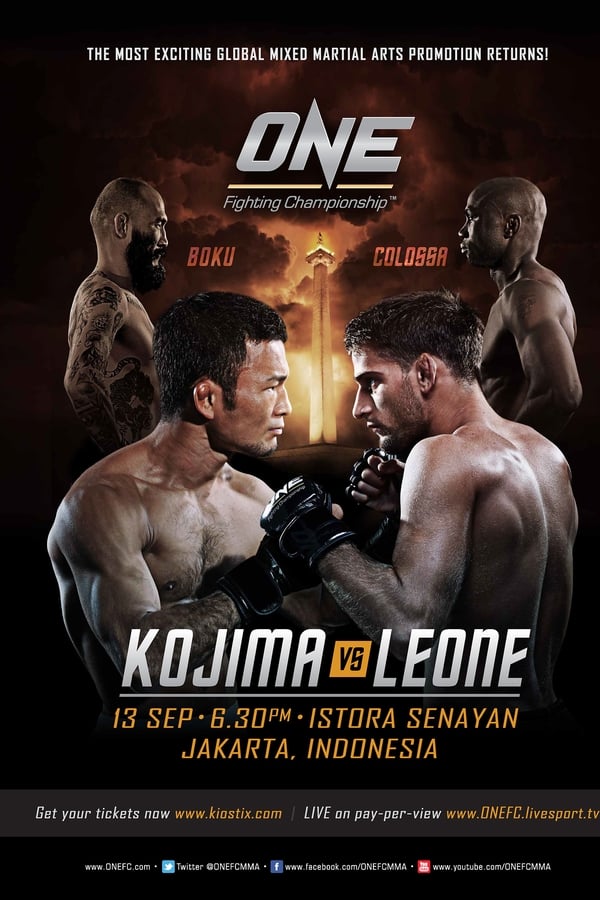 THE MOST EXCITING GLOBAL MIXED MARTIAL ARTS PROMOTION RETURNS!
ONE
Fighting Championship™
BOKU
COLOSSA
KOJIMA VS LEONE
13 SEP • 6.30PM • ISTORA SENAYAN
JAKARTA, INDONESIA
Get your tickets now www.kiostix.com | LIVE on pay-per-view www.ONEFC.livesport.tv
www.ONEFC.com • Twitter @ONEFCMMA • www.facebook.com/ONEFCMMA • www.youtube.com/ONEFCMMA